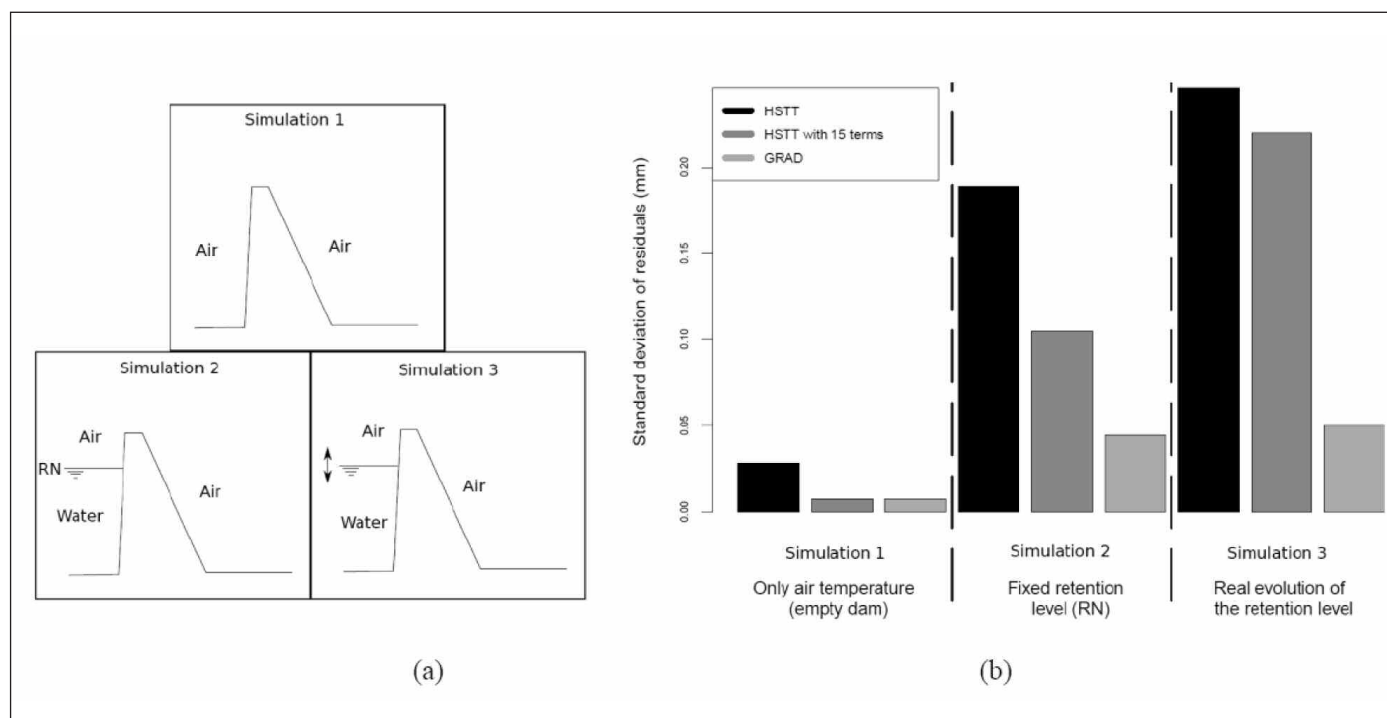 Simulation 1
Air
Air
Simulation 2
Air
RN
Air
Water
Simulation 3
Air
Air
Water
(a)
HSTT
HSTT with 15 terms
GRAD
Standard deviation of residuals (mm)
0.20
0.15
0.10
0.05
0.00
Simulation 1
Only air temperature
(empty dam)
Simulation 2
Fixed retention
level (RN)
Simulation 3
Real evolution of
the retention level
(b)